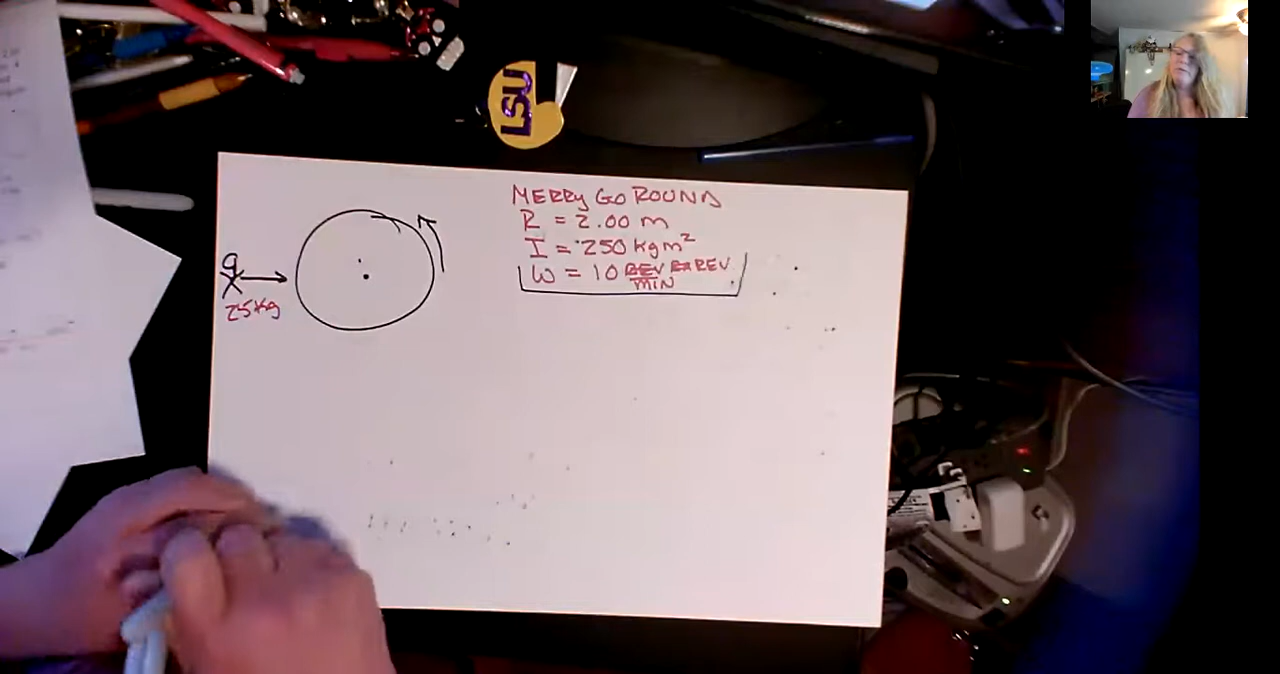 LSU
MERRY GO ROUND
R = 2.00 m
I = 250 kg m²
W = 10 REV
MIN
25 kg